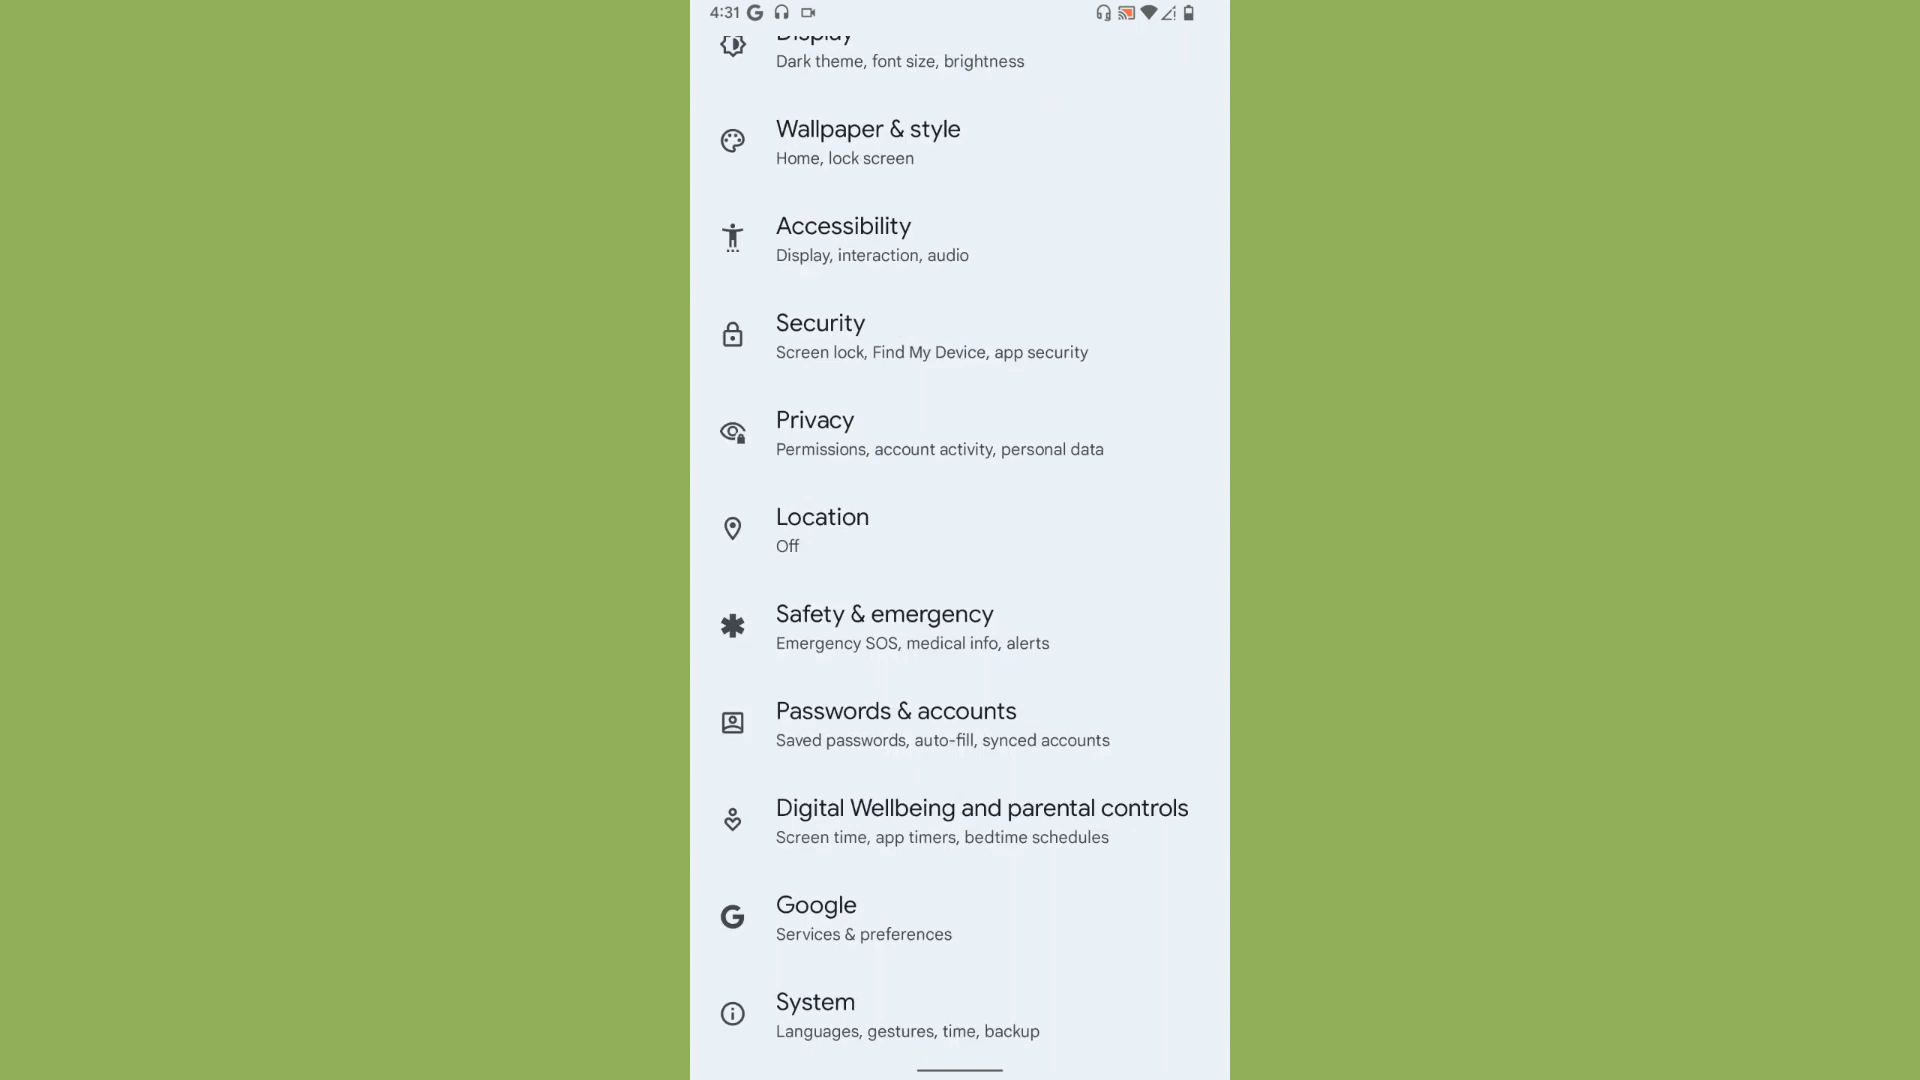 4:31
Display
Dark theme, font size, brightness
Wallpaper & style
Home, lock screen
Accessibility
Display, interaction, audio
Security
Screen lock, Find My Device, app security
Privacy
Permissions, account activity, personal data
Location
Off
Safety & emergency
Emergency SOS, medical info, alerts
Passwords & accounts
Saved passwords, auto-fill, synced accounts
Digital Wellbeing and parental controls
Screen time, app timers, bedtime schedules
Google
Services & preferences
System
Languages, gestures, time, backup